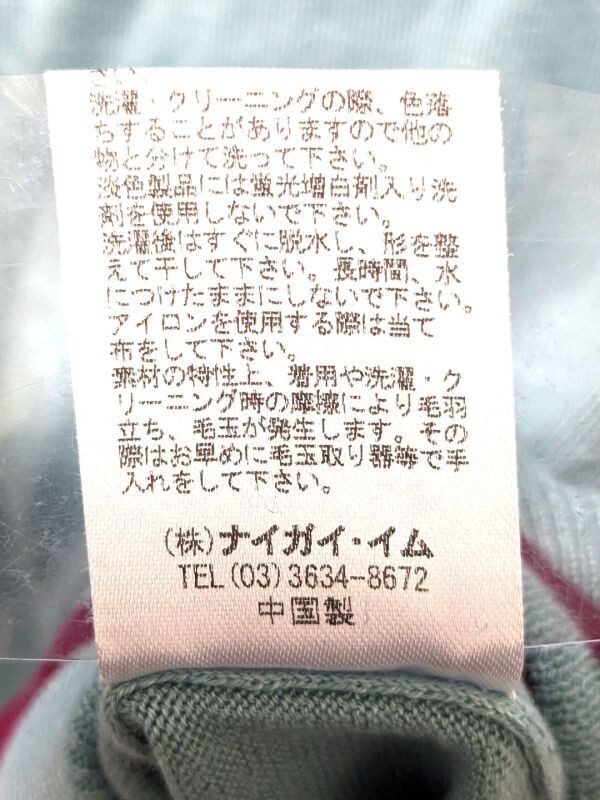 さい。
洗濯・クリーニングの際、色落
ちすることがありますので他の
物と分けて洗って下さい。
淡色製品には蛍光増白剤入り洗
剤を使用しないで下さい。
洗濯後はすぐに脱水し、形を整
えて干して下さい。長時間、水
につけたままにしないで下さい。
アイロンを使用する際は当て
布をして下さい。
素材の特性上、着用や洗濯・ク
リーニング時の摩擦により毛羽
立ち、毛玉が発生します。その
際はお早めに毛玉取り器等で手
入れをして下さい。
(株)ナイガイ・イム
TEL(03)3634-8672
中国製